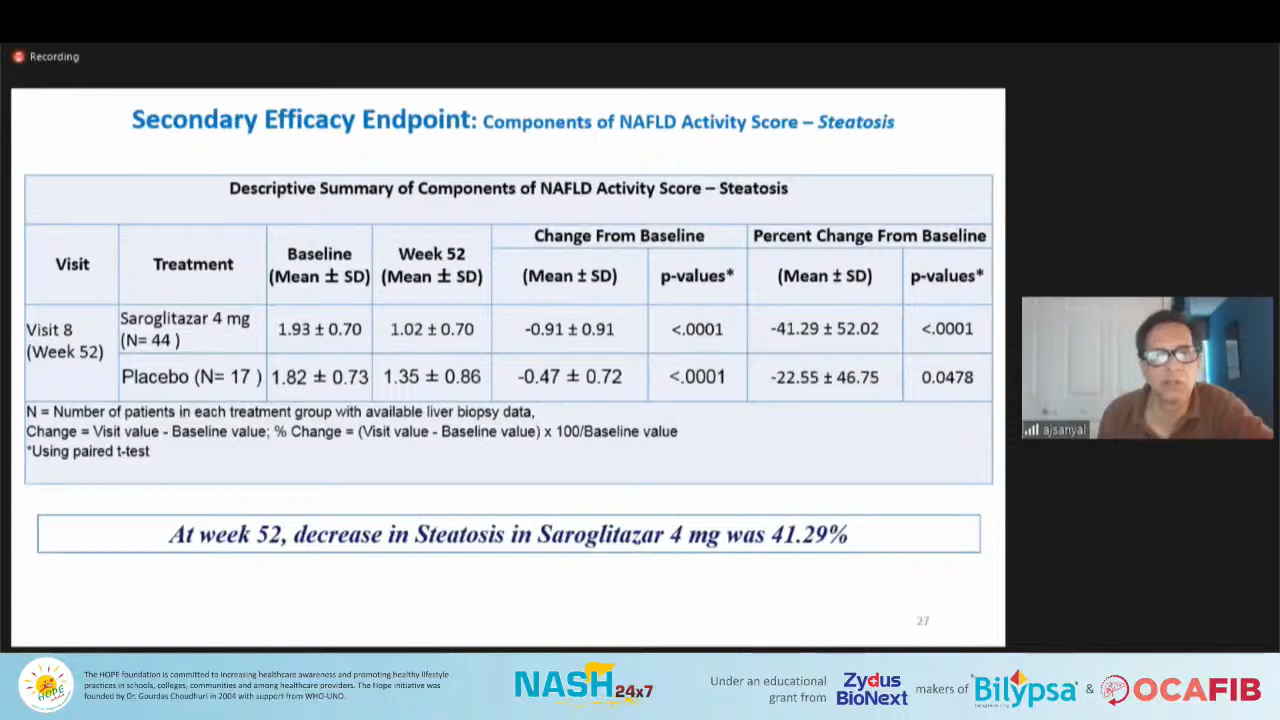 Recording
Secondary Efficacy Endpoint: Components of NAFLD Activity Score – Steatosis
Descriptive Summary of Components of NAFLD Activity Score – Steatosis
Visit
Treatment
Baseline
(Mean ± SD)
Week 52
(Mean ± SD)
Change From Baseline
Percent Change From Baseline
(Mean ± SD)
p-values*
(Mean ± SD)
p-values*
Visit 8
(Week 52)
Saroglitazar 4 mg
(N= 44 )
1.93 ± 0.70
1.02 ± 0.70
-0.91 ± 0.91
<.0001
-41.29 ± 52.02
<.0001
Placebo (N= 17 )
1.82 ± 0.73
1.35 ± 0.86
-0.47 ± 0.72
<.0001
-22.55 ± 46.75
0.0478
N = Number of patients in each treatment group with available liver biopsy data,
Change = Visit value - Baseline value; % Change = (Visit value - Baseline value) x 100/Baseline value
*Using paired t-test
At week 52, decrease in Steatosis in Saroglitazar 4 mg was 41.29%
27
ajsanyal
HOPE
The HOPE foundation is committed to increasing healthcare awareness and promoting healthy lifestyle
practices in schools, colleges, communities and among healthcare providers. The Hope initiative was
founded by Dr. Gourdas Choudhuri in 2004 with support from WHO-UNO.
NASH 24x7
Under an educational
grant from
Zydus
BioNext
makers of
Bilypsa
&
OCAFIB